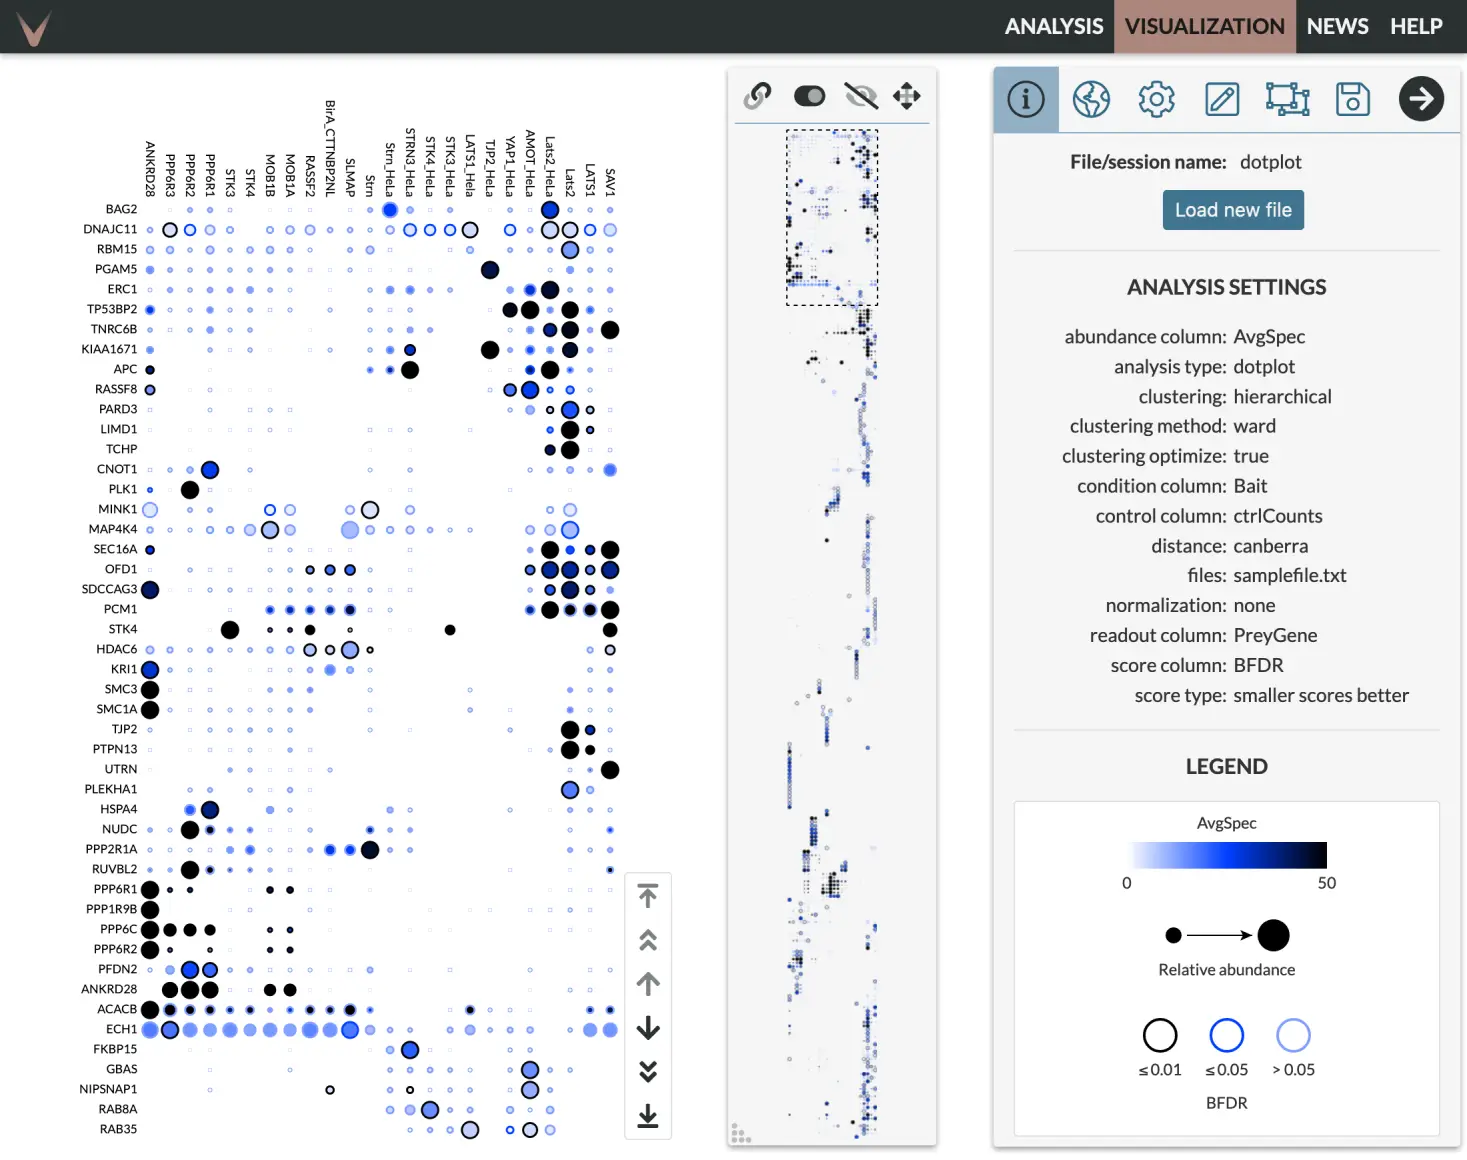 ANALYSIS VISUALIZATION NEWS HELP
ANKRD28
PPP6R3
PPP6R2
PPP6R1
STK3
STK4
MOB1B
MOB1A
RASSF2
BirA_CTTNBP2NL
SLMAP
Strn
Strn_HeLa
STRN3_HeLa
STK4_HeLa
STK3_HeLa
LATS1_Hela
TJP2_HeLa
YAP1_HeLa
AMOT_HeLa
Lats2_HeLa
Lats2
LATS1
SAV1
BAG2
DNAJC11
RBM15
PGAM5
ERC1
TP53BP2
TNRC6B
KIAA1671
APC
RASSF8
PARD3
LIMD1
TCHP
CNOT1
PLK1
MINK1
MAP4K4
SEC16A
OFD1
SDCCAG3
PCM1
STK4
HDAC6
KRI1
SMC3
SMC1A
TJP2
PTPN13
UTRN
PLEKHA1
HSPA4
NUDC
PPP2R1A
RUVBL2
PPP6R1
PPP1R9B
PPP6C
PPP6R2
PFDN2
ANKRD28
ACACB
ECH1
FKBP15
GBAS
NIPSNAP1
RAB8A
RAB35
File/session name: dotplot
Load new file
ANALYSIS SETTINGS
abundance column: AvgSpec
analysis type: dotplot
clustering: hierarchical
clustering method: ward
clustering optimize: true
condition column: Bait
control column: ctrlCounts
distance: canberra
files: samplefile.txt
normalization: none
readout column: PreyGene
score column: BFDR
score type: smaller scores better
LEGEND
AvgSpec
0 50
Relative abundance
≤ 0.01 ≤ 0.05 > 0.05
BFDR